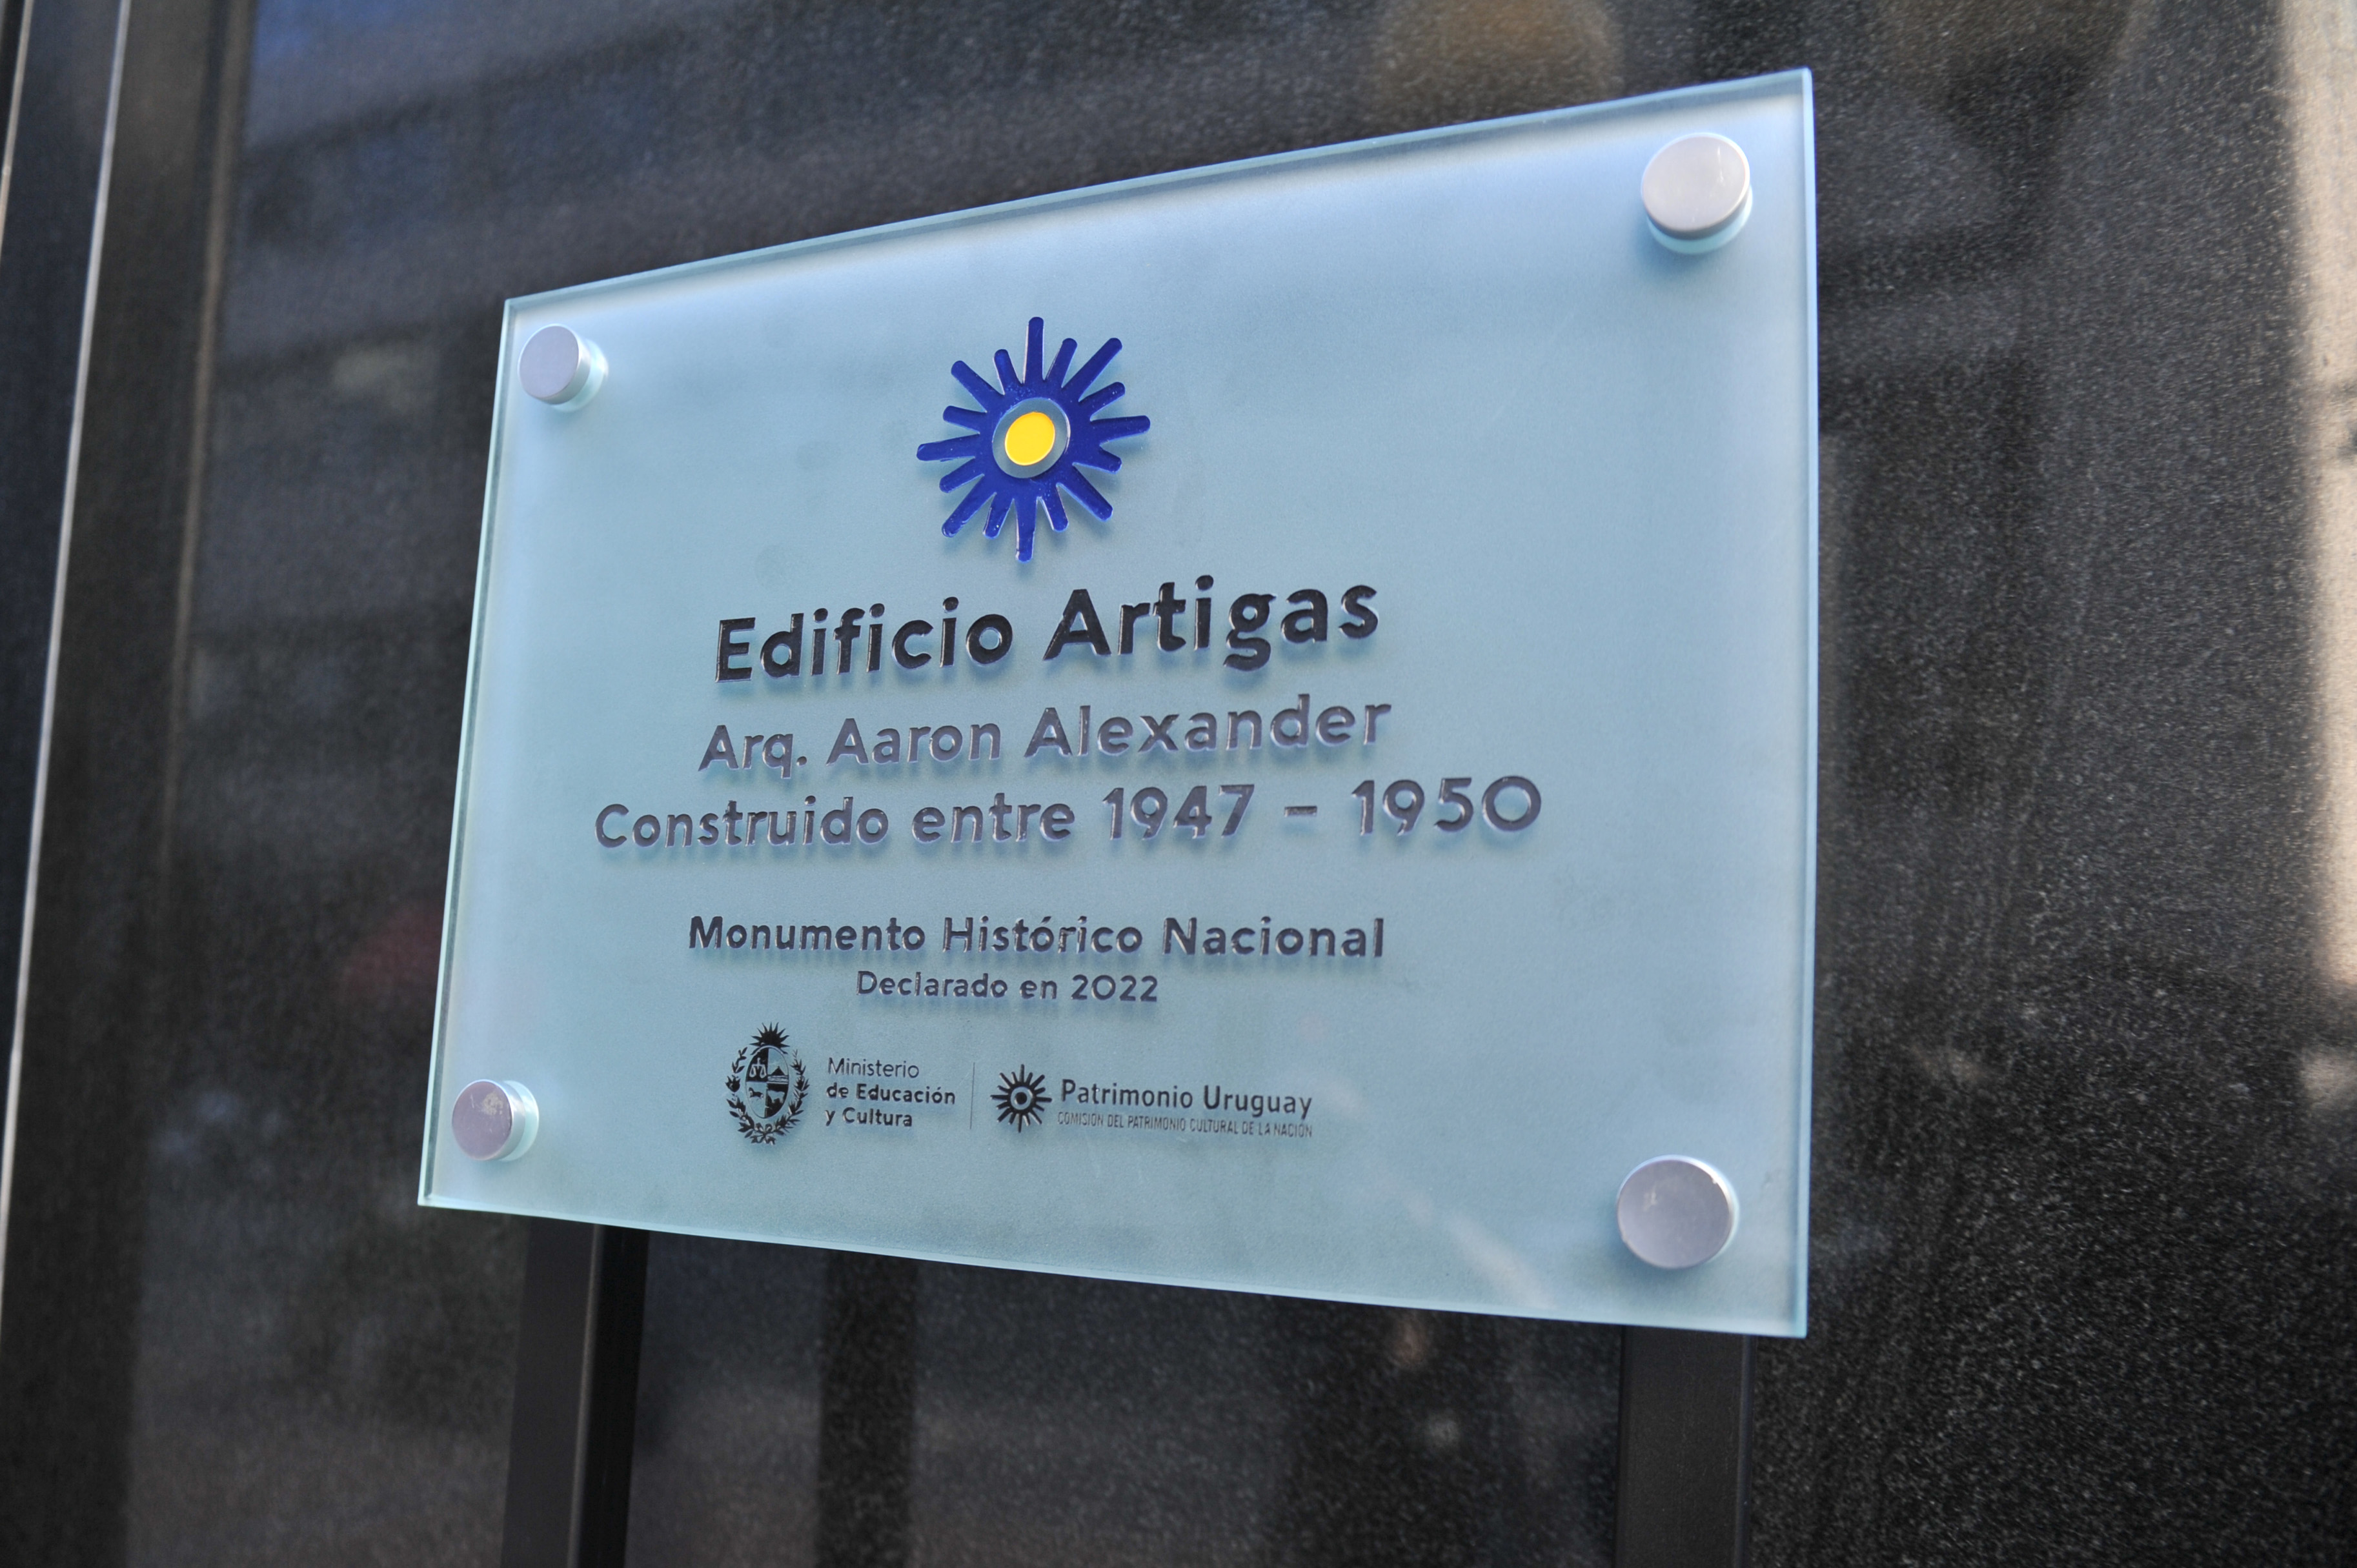 Edificio Artigas
Arq. Aaron Alexander
Construido entre 1947 - 1950
Monumento Histórico Nacional
Declarado en 2022
Ministerio
de Educación
y Cultura
Patrimonio Uruguay
COMISIÓN DEL PATRIMONIO CULTURAL DE LA NACIÓN